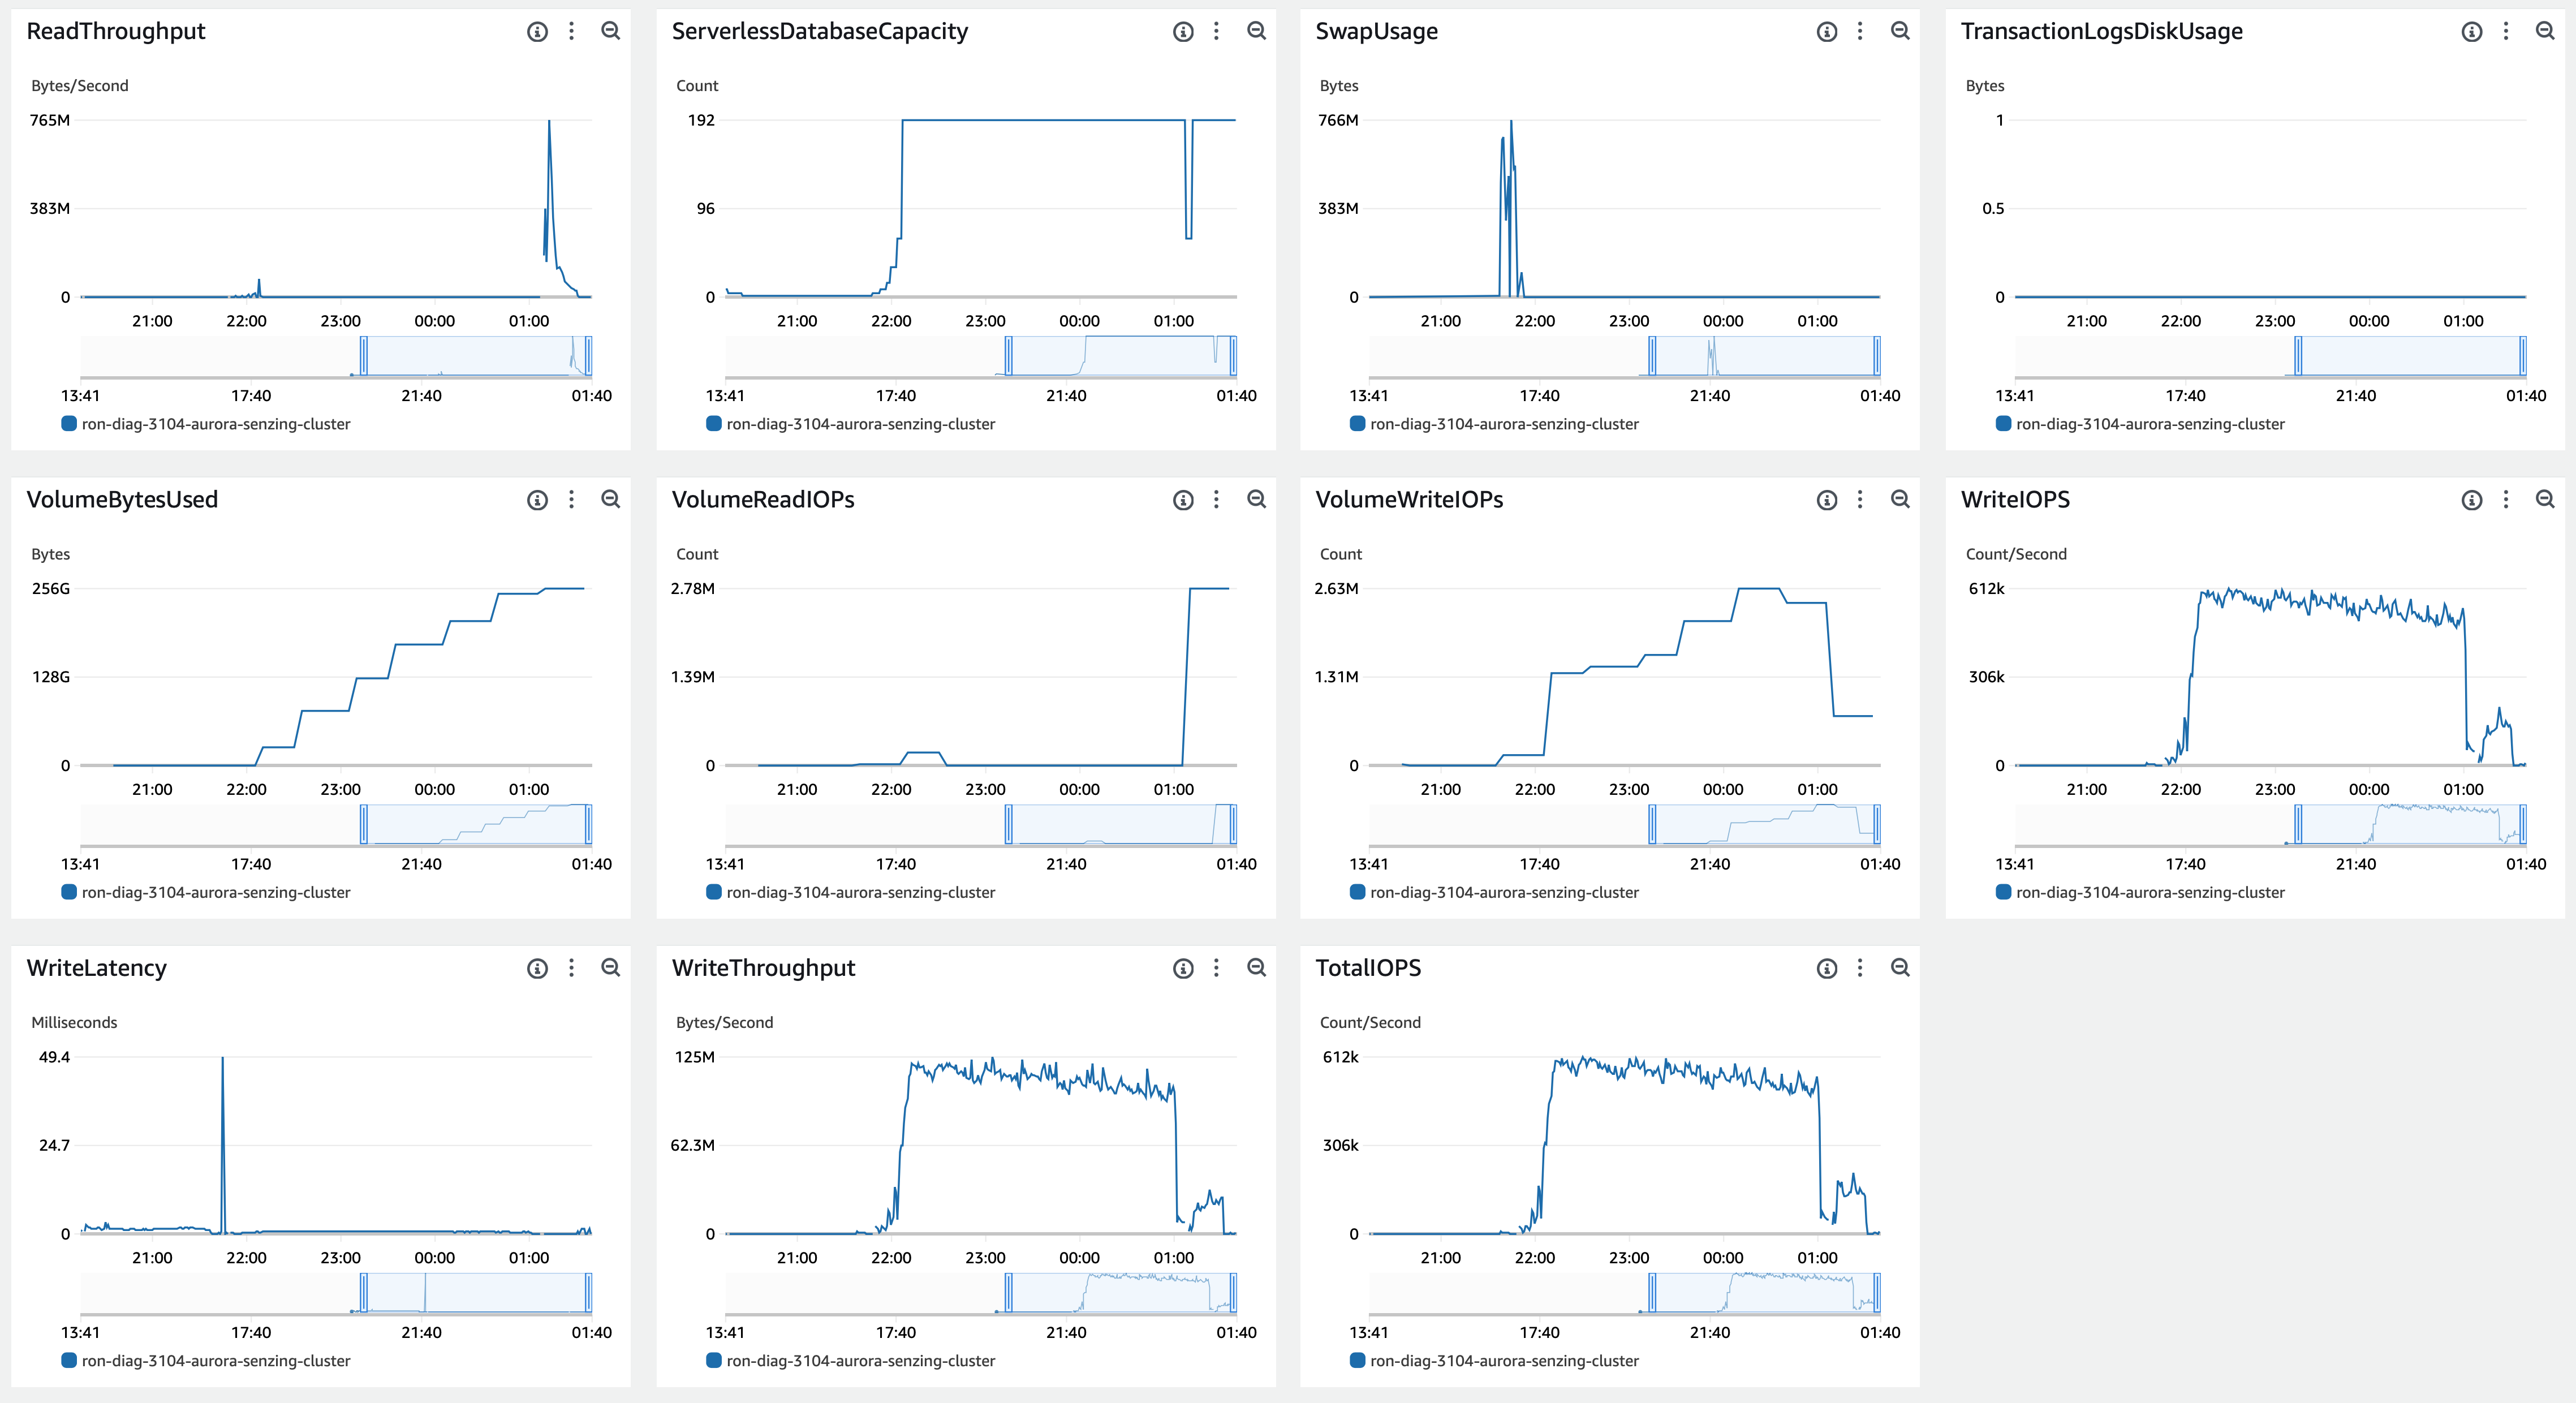 ReadThroughput
Bytes/Second
765M
383M
0
21:00 22:00 23:00 00:00 01:00
13:41 17:40 21:40 01:40
ron-diag-3104-aurora-senzing-cluster
ServerlessDatabaseCapacity
Count
192
96
0
21:00 22:00 23:00 00:00 01:00
13:41 17:40 21:40 01:40
ron-diag-3104-aurora-senzing-cluster
SwapUsage
Bytes
766M
383M
0
21:00 22:00 23:00 00:00 01:00
13:41 17:40 21:40 01:40
ron-diag-3104-aurora-senzing-cluster
TransactionLogsDiskUsage
Bytes
1
0.5
0
21:00 22:00 23:00 00:00 01:00
13:41 17:40 21:40 01:40
ron-diag-3104-aurora-senzing-cluster
VolumeBytesUsed
Bytes
256G
128G
0
21:00 22:00 23:00 00:00 01:00
13:41 17:40 21:40 01:40
ron-diag-3104-aurora-senzing-cluster
VolumeReadIOPs
Count
2.78M
1.39M
0
21:00 22:00 23:00 00:00 01:00
13:41 17:40 21:40 01:40
ron-diag-3104-aurora-senzing-cluster
VolumeWriteIOPs
Count
2.63M
1.31M
0
21:00 22:00 23:00 00:00 01:00
13:41 17:40 21:40 01:40
ron-diag-3104-aurora-senzing-cluster
WriteIOPS
Count/Second
612k
306k
0
21:00 22:00 23:00 00:00 01:00
13:41 17:40 21:40 01:40
ron-diag-3104-aurora-senzing-cluster
WriteLatency
Milliseconds
49.4
24.7
0
21:00 22:00 23:00 00:00 01:00
13:41 17:40 21:40 01:40
ron-diag-3104-aurora-senzing-cluster
WriteThroughput
Bytes/Second
125M
62.3M
0
21:00 22:00 23:00 00:00 01:00
13:41 17:40 21:40 01:40
ron-diag-3104-aurora-senzing-cluster
TotalIOPS
Count/Second
612k
306k
0
21:00 22:00 23:00 00:00 01:00
13:41 17:40 21:40 01:40
ron-diag-3104-aurora-senzing-cluster